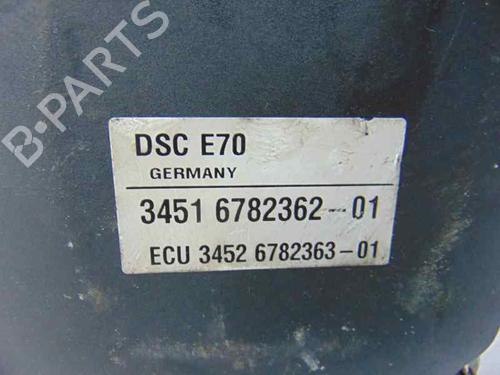 DSC E70
GERMANY
3451 6782362-01
ECU 3452 6782363-01
B-PARTS